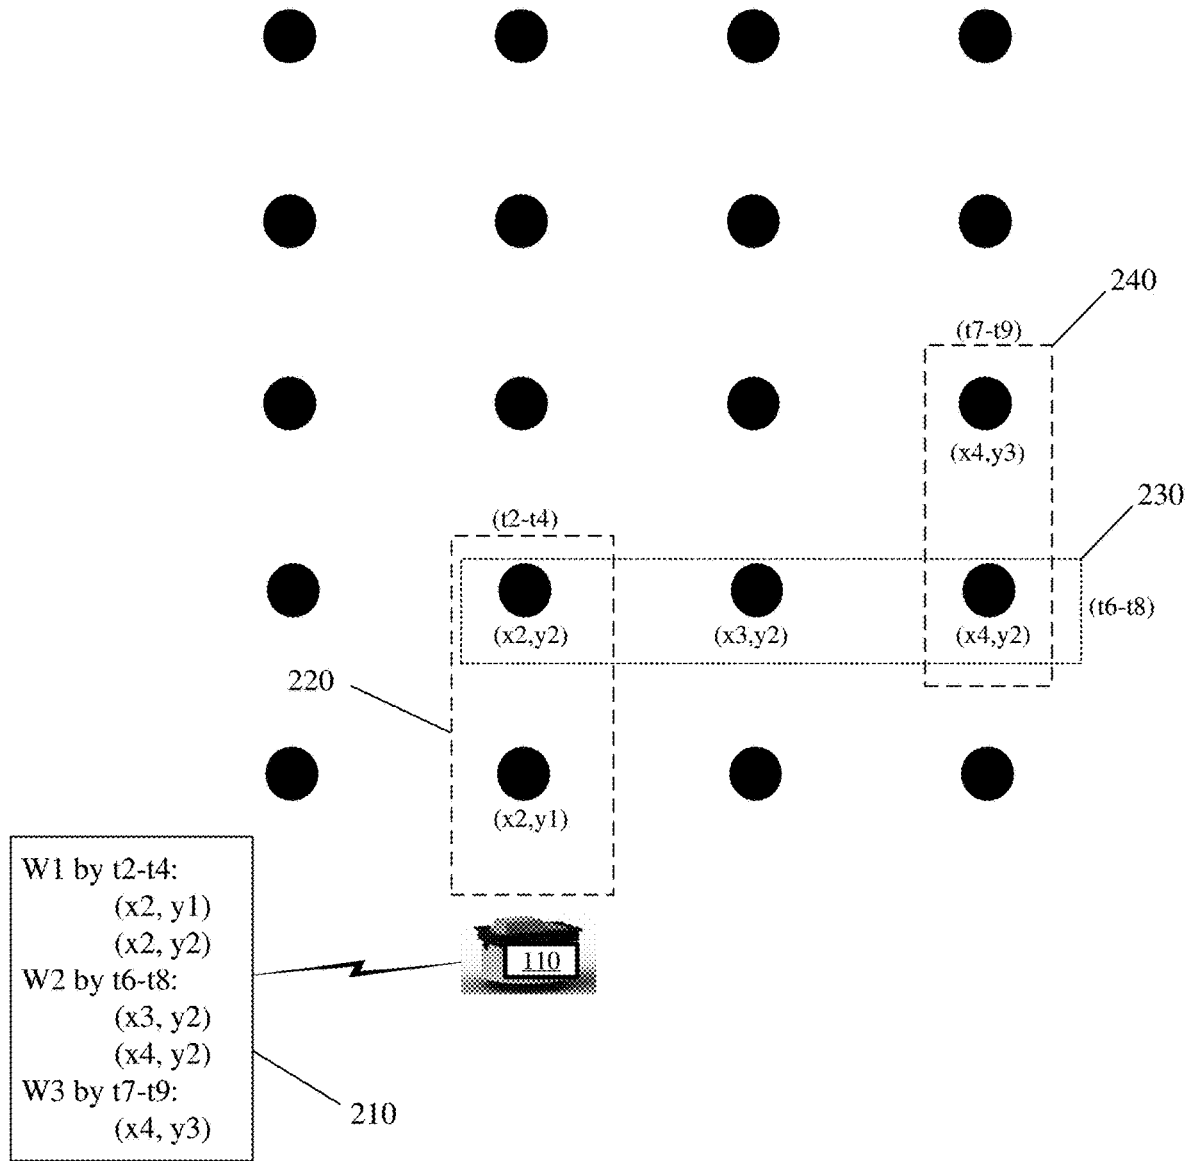 240
(t7-t9)
(x4,y3)
230
(t2-t4)
(t6-t8)
(x2,y2)
(x3,y2)
(x4,y2)
220
(x2,y1)
W1 by t2-t4:
(x2, y1)
(x2, y2)
W2 by t6-t8:
(x3, y2)
(x4, y2)
W3 by t7-t9:
(x4, y3)
110
210